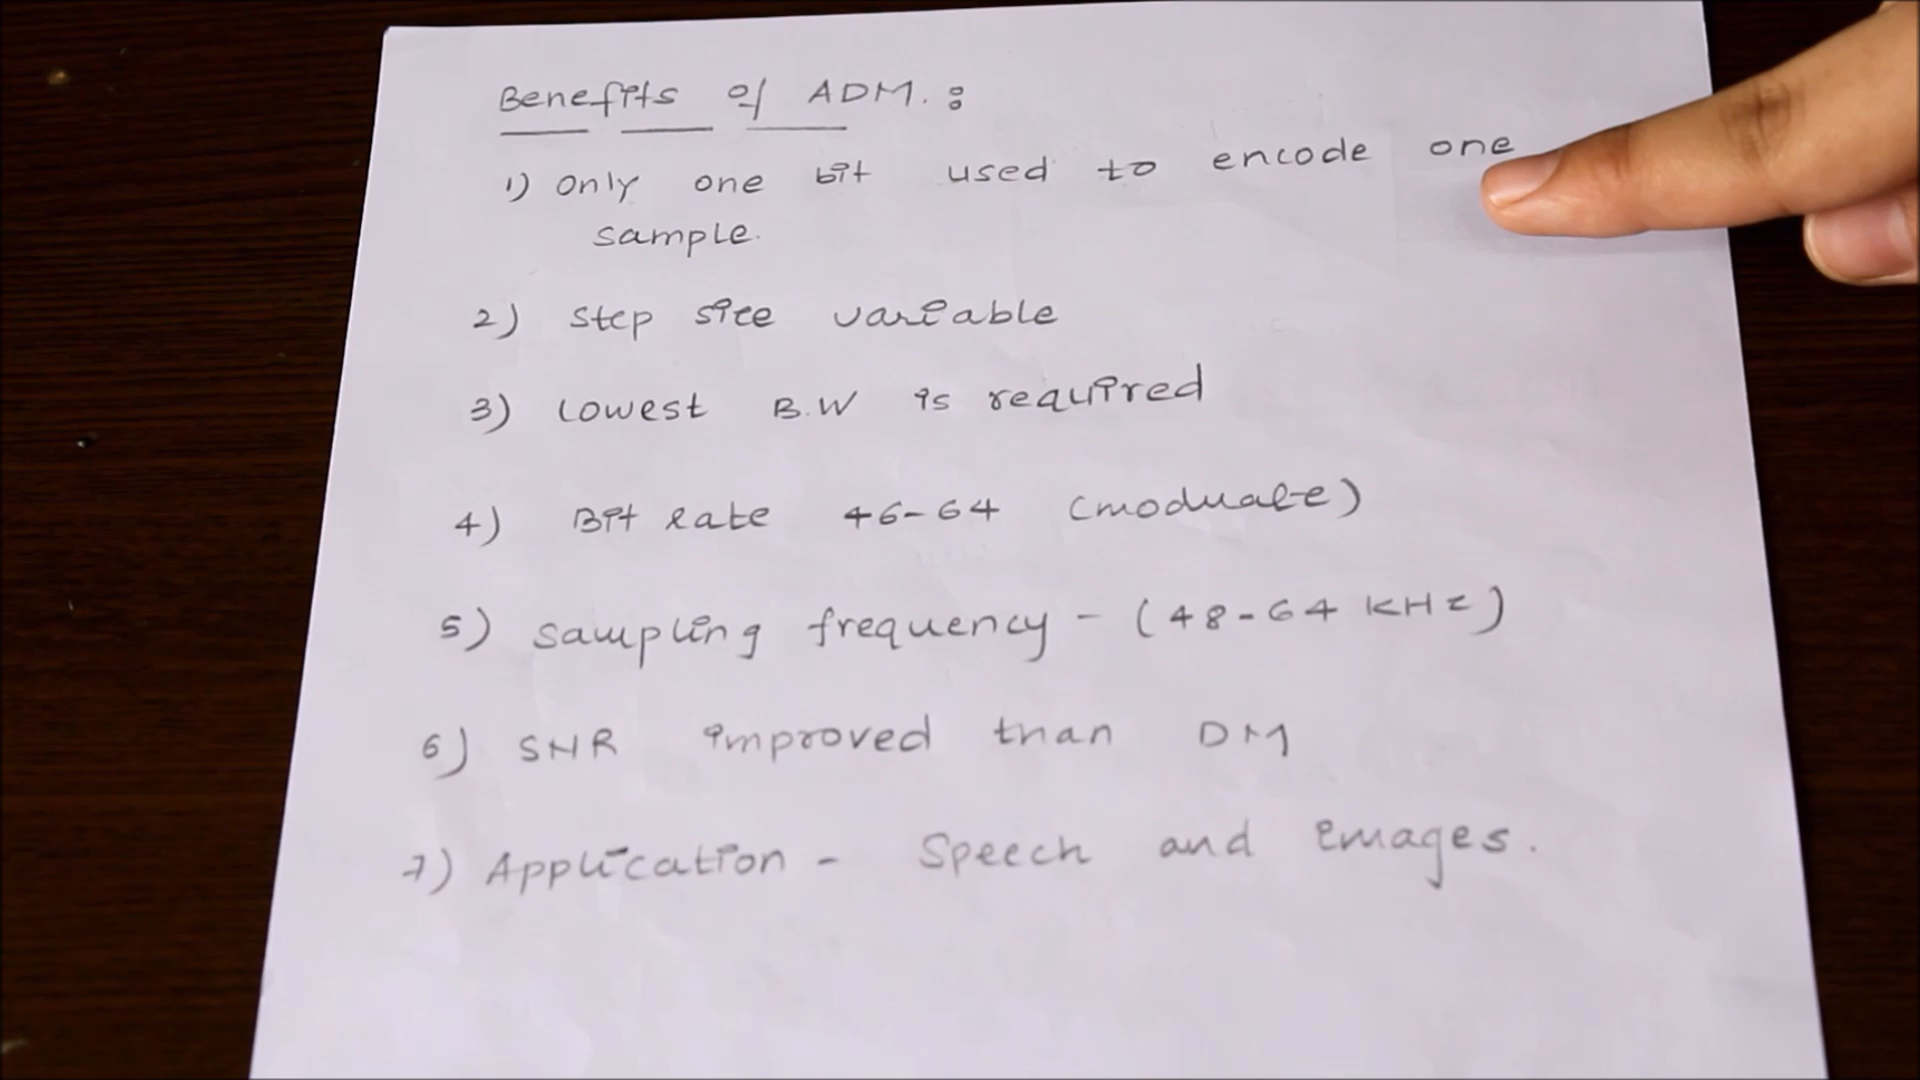 Benefits of ADM. :
1) Only one bit used to encode one
sample.
2) Step size variable
3) Lowest B.W is required
4) Bit Rate 46-64 (moduate)
5) Sampling frequency - (48-64 KHz)
6) SNR improved than DM
7) Application - Speech and images.